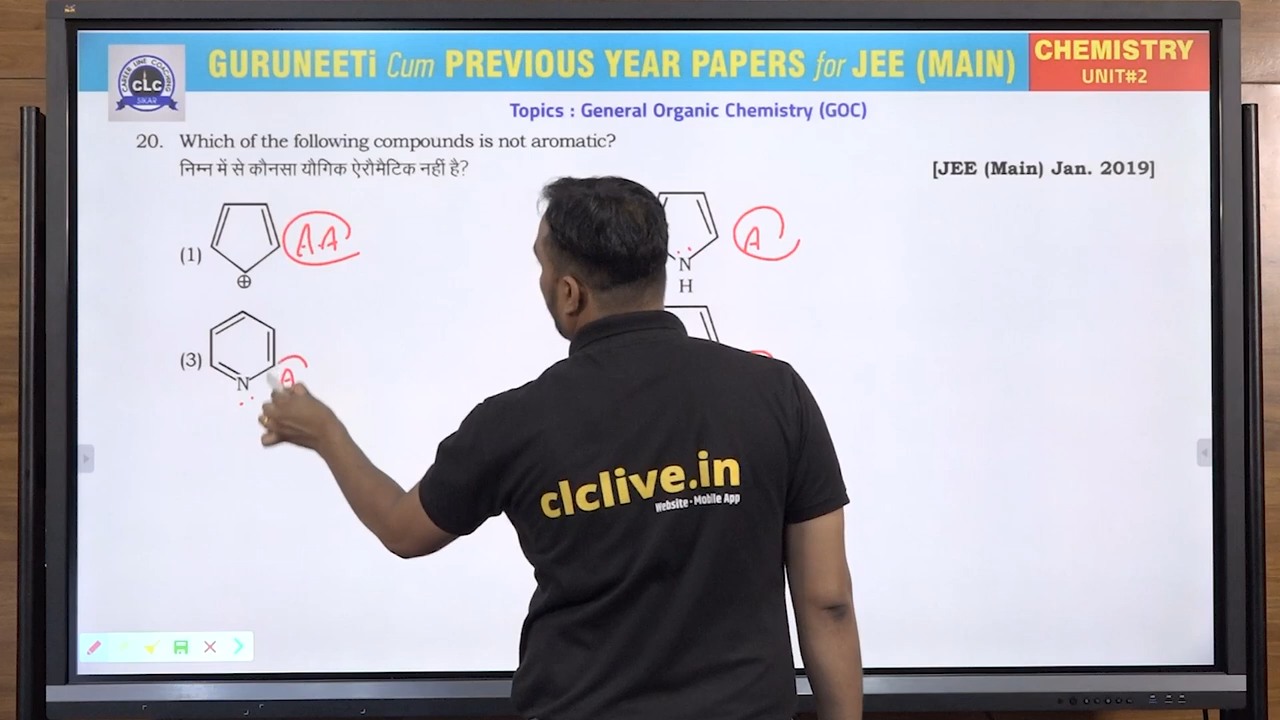 GURUNEETi Cum PREVIOUS YEAR PAPERS for JEE (MAIN)
CHEMISTRY
UNIT#2
CAREER LINE COACHING
CLC
SIKAR
Topics : General Organic Chemistry (GOC)
20. Which of the following compounds is not aromatic?
निम्न में से कौनसा यौगिक ऐरौमैटिक नहीं है?
[JEE (Main) Jan. 2019]
(1)
⊕
AA
N
H
A
(3)
N
A
clclive.in
Website • Mobile App